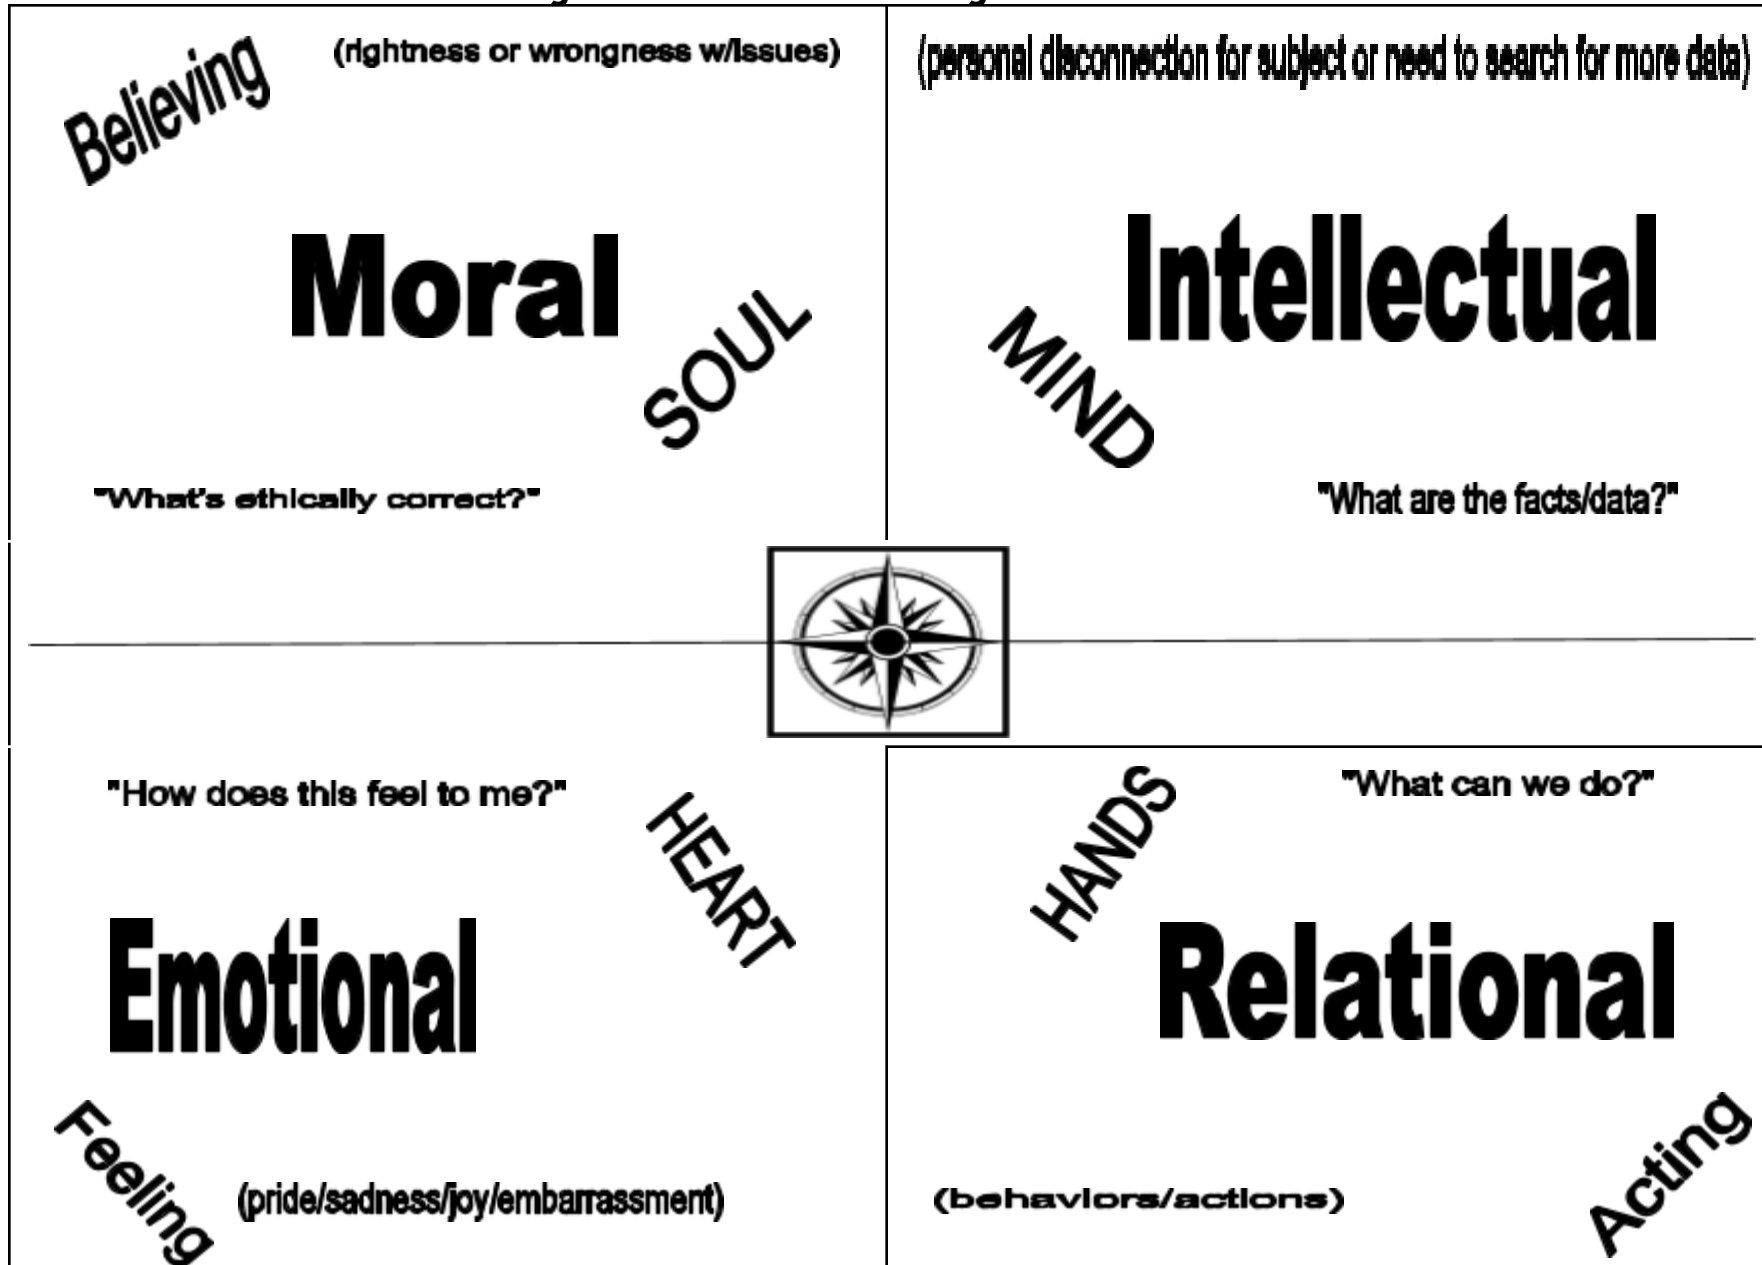 Believing
(rightness or wrongness w/issues)
Moral
SOUL
"What's ethically correct?"
(personal disconnection for subject or need to search for more data)
Intellectual
MIND
"What are the facts/data?"
"How does this feel to me?"
HEART
Emotional
Feeling
(pride/sadness/joy/embarrassment)
"What can we do?"
HANDS
Relational
Acting
(behaviors/actions)